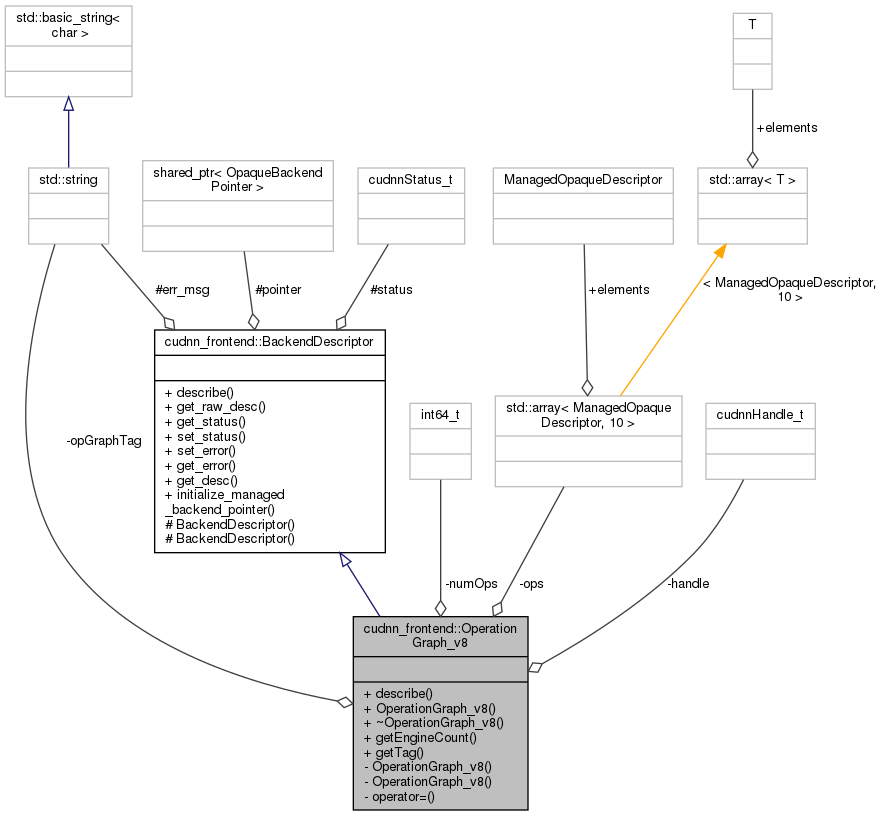 std::basic_string<
char >
T
+elements
std::string
shared_ptr< OpaqueBackend
Pointer >
cudnnStatus_t
ManagedOpaqueDescriptor
std::array< T >
#err_msg
#pointer
#status
+elements
< ManagedOpaqueDescriptor,
10 >
cudnn_frontend::BackendDescriptor
+ describe()
+ get_raw_desc()
+ get_status()
+ set_status()
+ set_error()
+ get_error()
+ get_desc()
+ initialize_managed
_backend_pointer()
# BackendDescriptor()
# BackendDescriptor()
-opGraphTag
int64_t
std::array< ManagedOpaque
Descriptor, 10 >
cudnnHandle_t
-numOps
-ops
-handle
cudnn_frontend::Operation
Graph_v8
+ describe()
+ OperationGraph_v8()
+ ~OperationGraph_v8()
+ getEngineCount()
+ getTag()
- OperationGraph_v8()
- OperationGraph_v8()
- operator=()